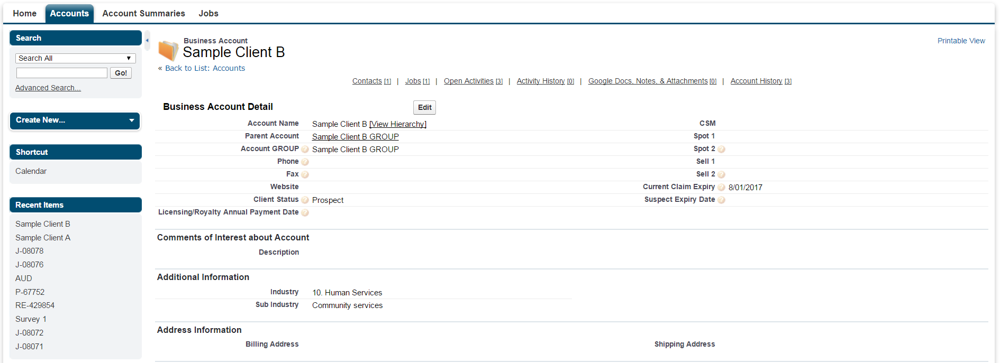 Home Accounts Account Summaries Jobs
Search
Search All
Go!
Advanced Search...
Create New...
Shortcut
Calendar
Recent Items
Sample Client B
Sample Client A
J-08078
J-08076
AUD
P-67752
RE-429854
Survey 1
J-08072
J-08071
Business Account
Sample Client B
Printable View
« Back to List: Accounts
Contacts [1] | Jobs [1] | Open Activities [3] | Activity History [0] | Google Docs, Notes, & Attachments [0] | Account History [3]
Business Account Detail Edit
Account Name Sample Client B [View Hierarchy] CSM
Parent Account Sample Client B GROUP Spot 1
Account GROUP ? Sample Client B GROUP Spot 2 ?
Phone ? Sell 1
Fax ? Sell 2 ?
Website Current Claim Expiry ? 8/01/2017
Client Status ? Prospect Suspect Expiry Date ?
Licensing/Royalty Annual Payment Date ?
Comments of Interest about Account
Description
Additional Information
Industry 10. Human Services
Sub Industry Community services
Address Information
Billing Address Shipping Address